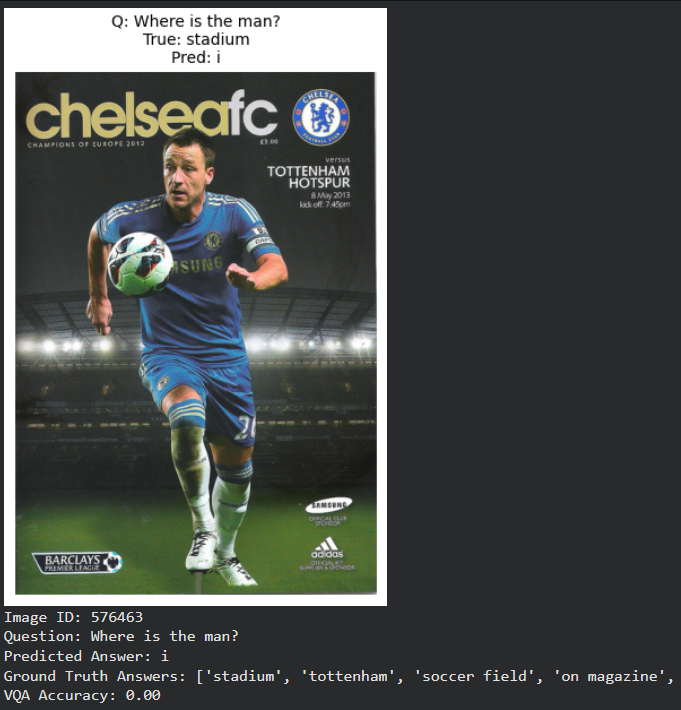 Q: Where is the man?
True: stadium
Pred: i
chelseafc
CHAMPIONS OF EUROPE 2012
£3.00
CHELSEA
FOOTBALL CLUB
versus
TOTTENHAM
HOTSPUR
8 May 2013
kick off: 7.45pm
SAMSUNG
26
SAMSUNG
OFFICIAL CLUB
SPONSOR
BARCLAYS
PREMIER LEAGUE
adidas
OFFICIAL KIT
SUPPLIER & SPONSOR
Image ID: 576463
Question: Where is the man?
Predicted Answer: i
Ground Truth Answers: ['stadium', 'tottenham', 'soccer field', 'on magazine',
VQA Accuracy: 0.00